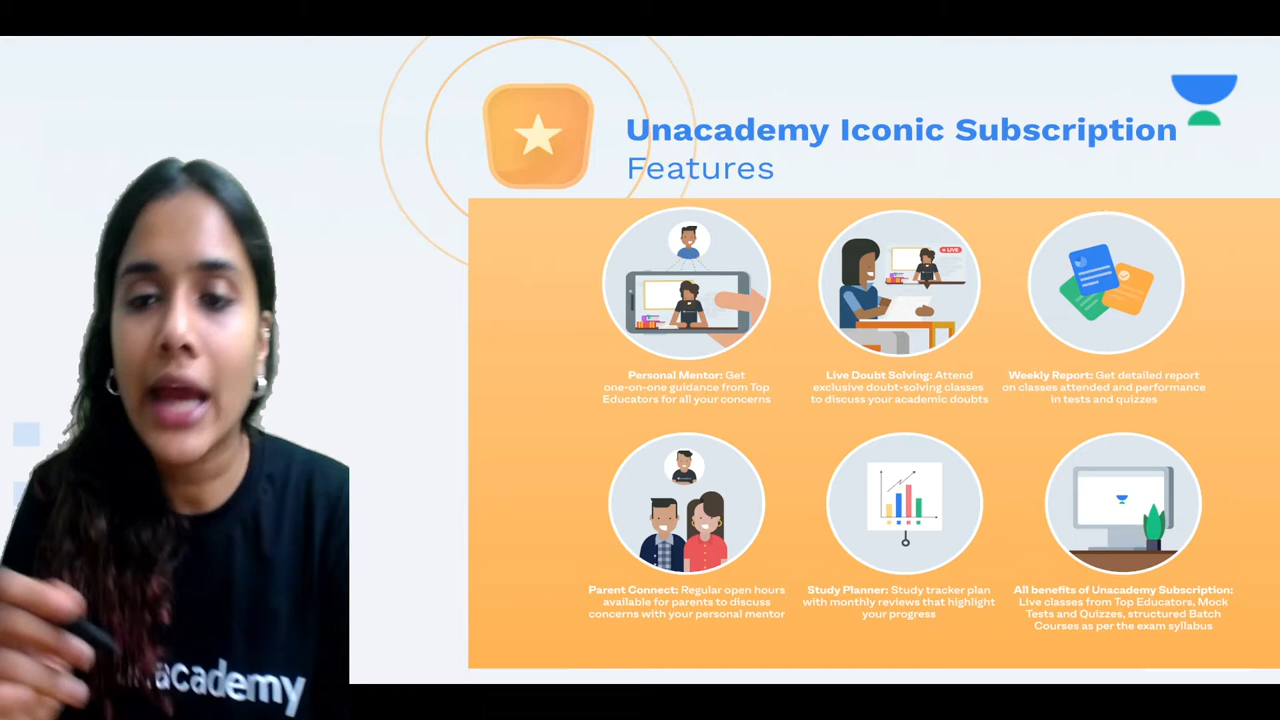 Unacademy Iconic Subscription
Features
LIVE
Personal Mentor: Get
one-on-one guidance from Top
Educators for all your concerns
Live Doubt Solving: Attend
exclusive doubt-solving classes
to discuss your academic doubts
Weekly Report: Get detailed report
on classes attended and performance
in tests and quizzes
Parent Connect: Regular open hours
available for parents to discuss
concerns with your personal mentor
Study Planner: Study tracker plan
with monthly reviews that highlight
your progress
All benefits of Unacademy Subscription:
Live classes from Top Educators, Mock
Tests and Quizzes, structured Batch
Courses as per the exam syllabus
academy